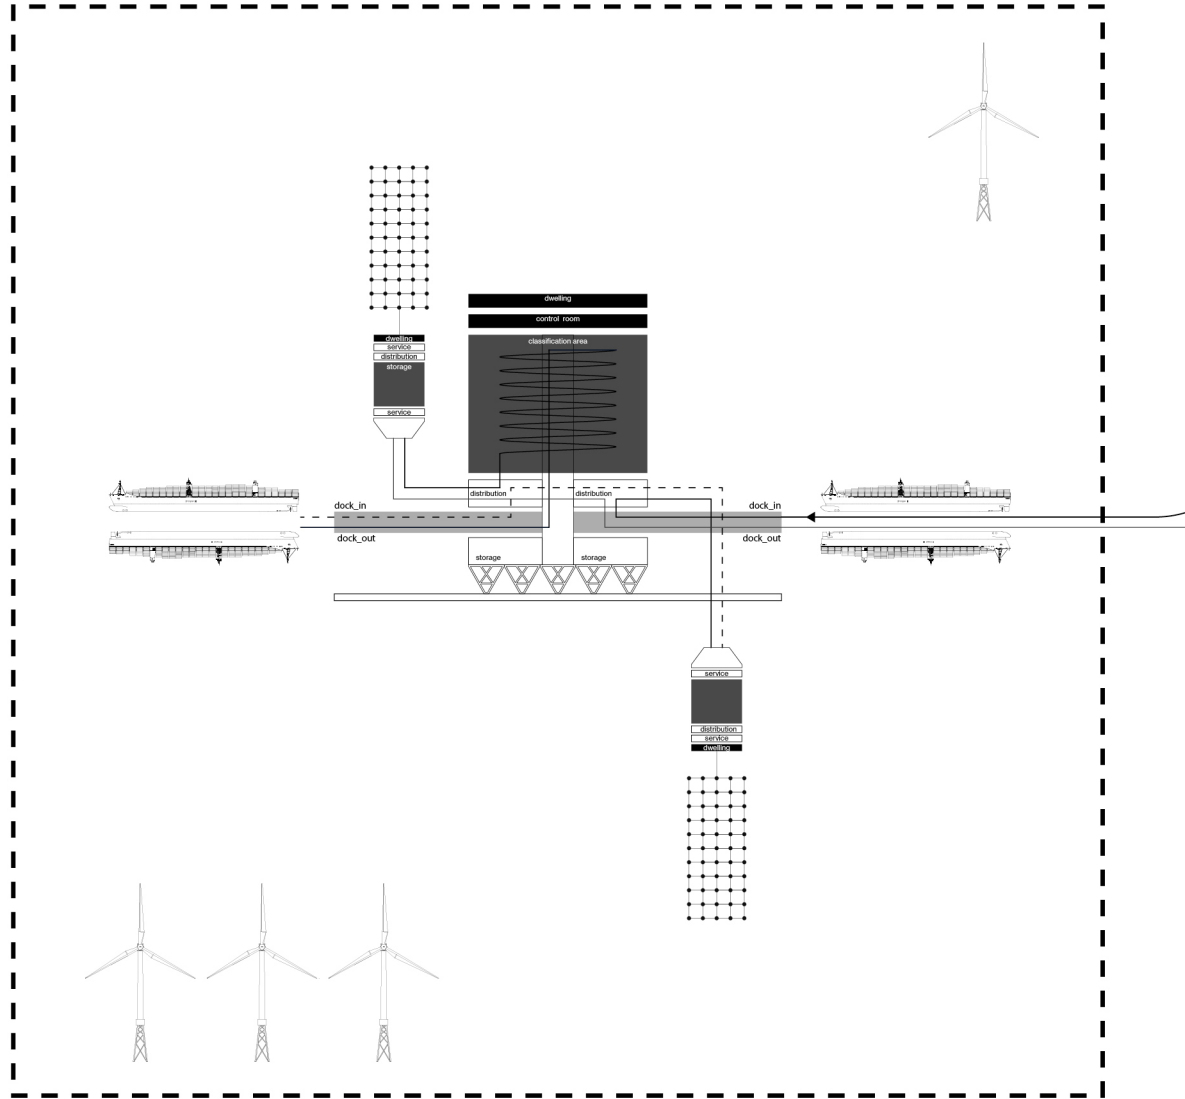 dwelling
control room
classification area
dwelling
service
distribution
storage
service
distribution
distribution
dock_in
dock_in
dock_out
dock_out
storage
storage
service
distribution
service
dwelling